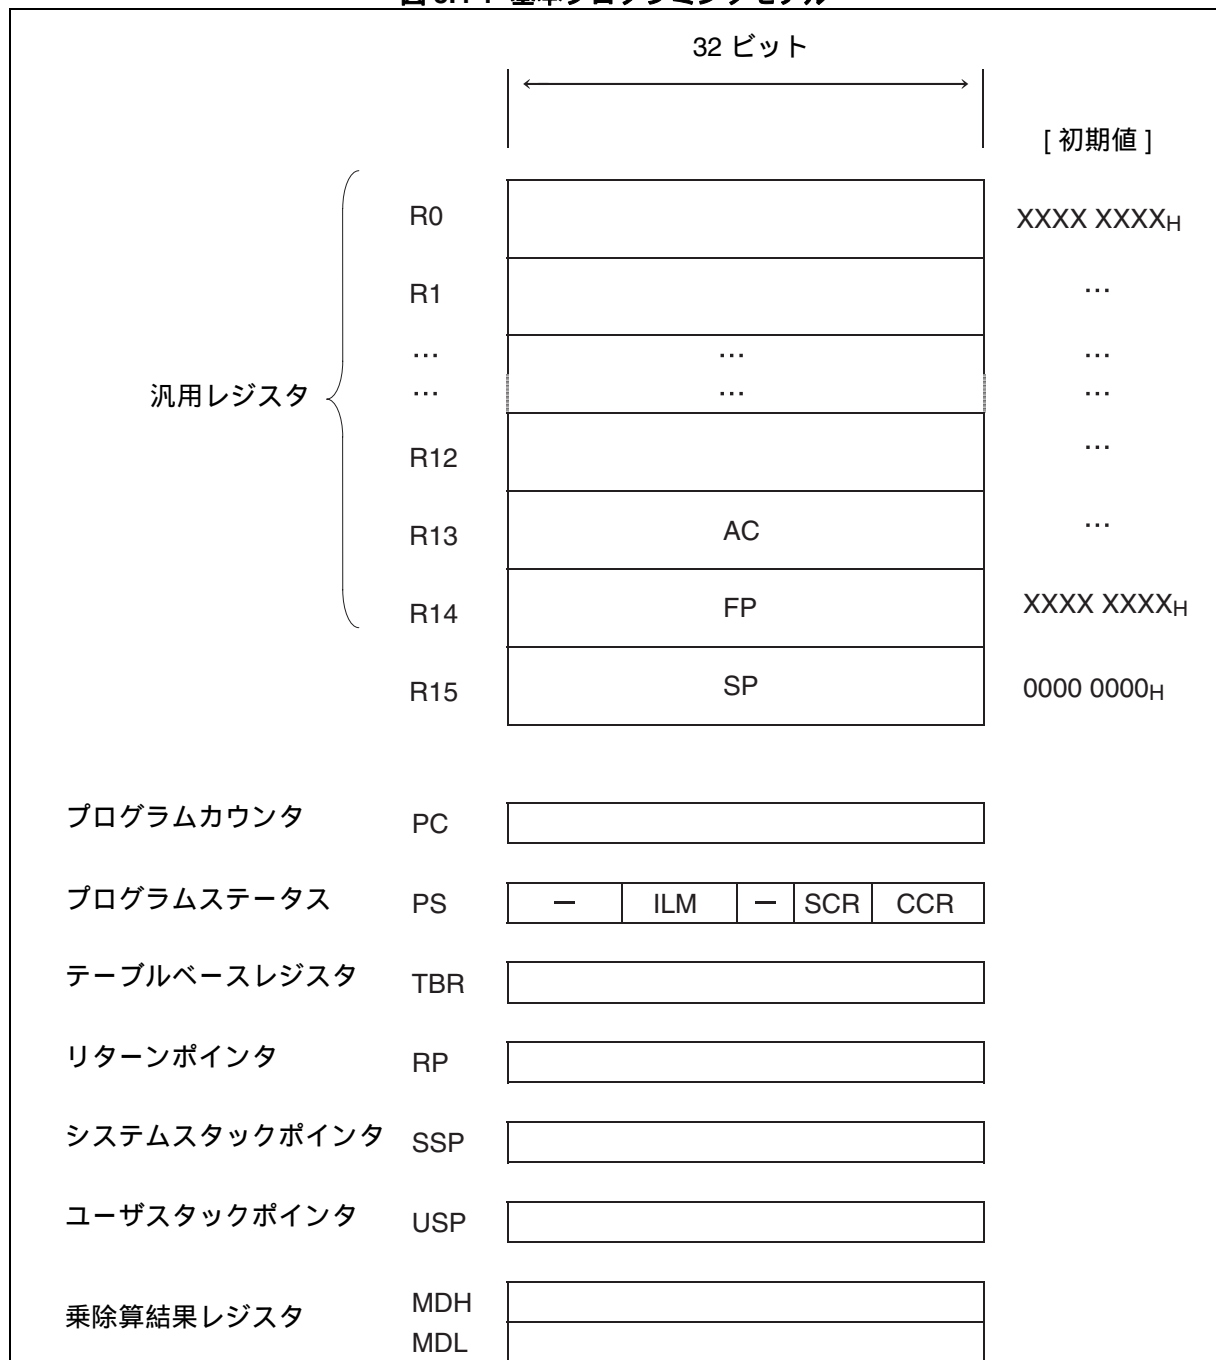 32 ビット
[ 初期値 ]
R0 XXXX XXXXH
R1 …
… … …
汎用レジスタ … … …
R12 …
R13 AC …
R14 FP XXXX XXXXH
R15 SP 0000 0000H
プログラムカウンタ PC
プログラムステータス PS – ILM – SCR CCR
テーブルベースレジスタ TBR
リターンポインタ RP
システムスタックポインタ SSP
ユーザスタックポインタ USP
乗除算結果レジスタ MDH
MDL